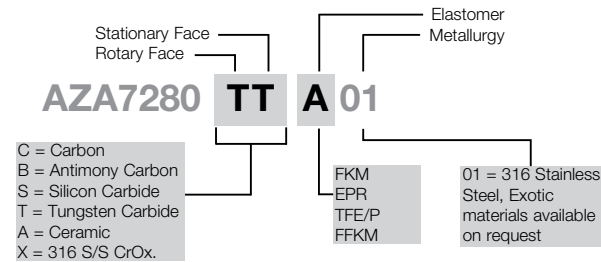 Stationary Face
Rotary Face
Elastomer
Metallurgy
AZA7280 TT A 01
C = Carbon
B = Antimony Carbon
S = Silicon Carbide
T = Tungsten Carbide
A = Ceramic
X = 316 S/S CrOx.
FKM
EPR
TFE/P
FFKM
01 = 316 Stainless
Steel, Exotic
materials available
on request